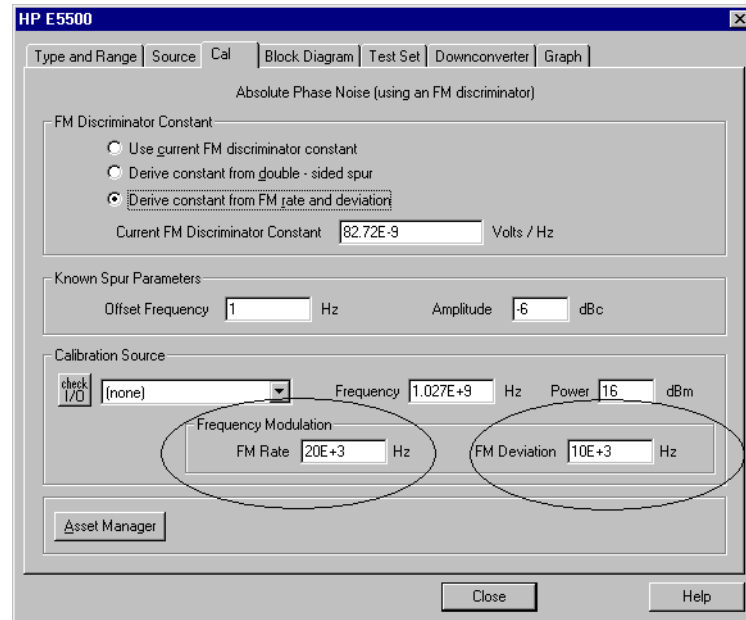 HP E5500
Type and Range Source Cal Block Diagram Test Set Downconverter Graph
Absolute Phase Noise (using an FM discriminator)
FM Discriminator Constant
Use current FM discriminator constant
Derive constant from double - sided spur
Derive constant from FM rate and deviation
Current FM Discriminator Constant 82.72E-9 Volts / Hz
Known Spur Parameters
Offset Frequency 1 Hz Amplitude -6 dBc
Calibration Source
check I/O (none) Frequency 1.027E+9 Hz Power 16 dBm
Frequency Modulation
FM Rate 20E+3 Hz FM Deviation 10E+3 Hz
Asset Manager
Close Help